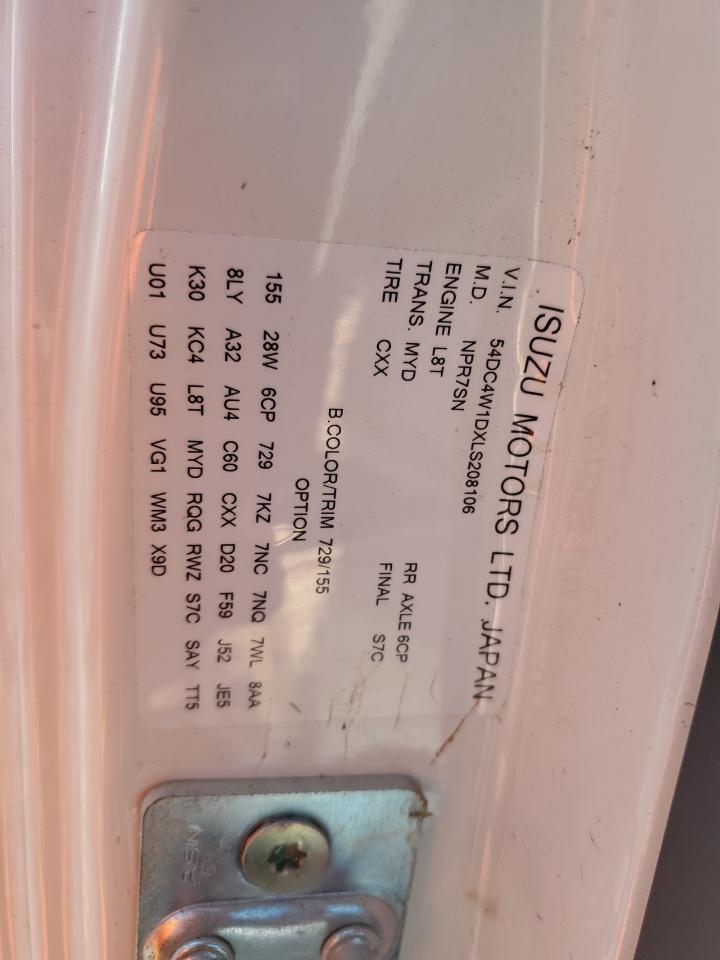 ISUZU MOTORS LTD. JAPAN
V.I.N. 54DC4W1DXLS208106
M.D. NPR7SN
ENGINE L8T
TRANS. MYD RR AXLE 6CP
TIRE CXX FINAL S7C
B.COLOR/TRIM 729/155
OPTION
155 28W 6CP 729 7KZ 7NC 7NQ 7WL 8AA
8LY A32 AU4 C60 CXX D20 F59 J52 JE5
K30 KC4 L8T MYD RQG RWZ S7C SAY TT5
U01 U73 U95 VG1 WM3 X9D